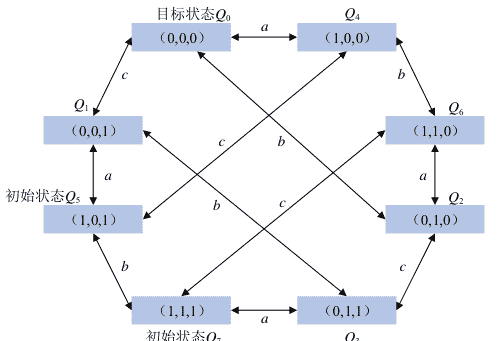 目标状态Q₀
Q₄
(0,0,0)
a
(1,0,0)
c
b
Q₁
Q₆
(0,0,1)
(1,1,0)
c
b
a
a
初始状态Q₅
b
c
Q₂
(1,0,1)
(0,1,0)
b
c
(1,1,1)
a
(0,1,1)
初始状态Q₇
Q₃